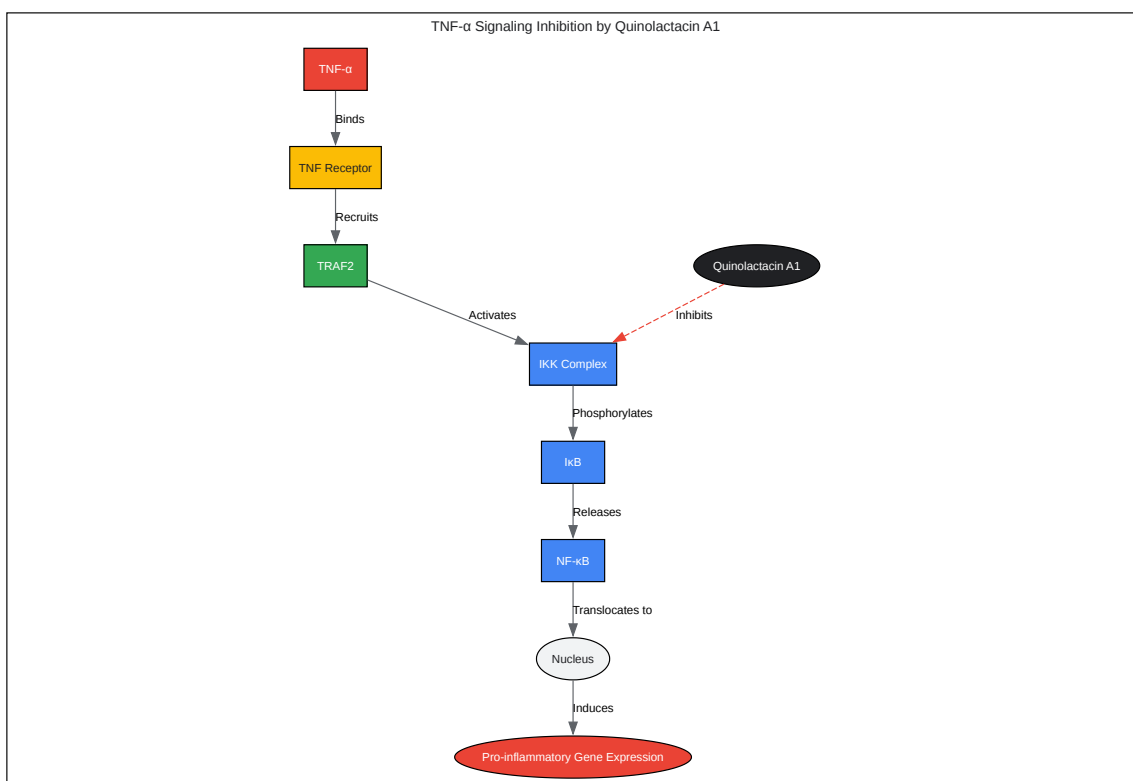 TNF-α Signaling Inhibition by Quinolactacin A1
TNF-α
Binds
TNF Receptor
Recruits
TRAF2
Quinolactacin A1
Activates
Inhibits
IKK Complex
Phosphorylates
IκB
Releases
NF-κB
Translocates to
Nucleus
Induces
Pro-inflammatory Gene Expression